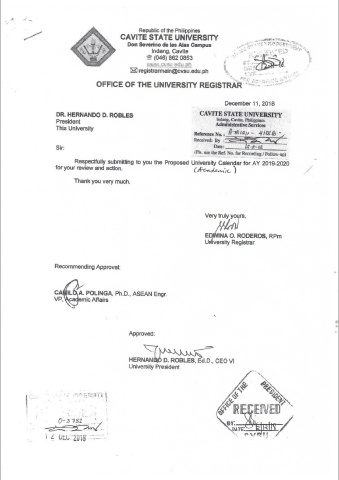 Republic of the Philippines
CAVITE STATE UNIVERSITY
Don Severino de las Alas Campus
Indang, Cavite
(046) 862 0853
www.cvsu.edu.ph
registrarmain@cvsu.edu.ph
OFFICE OF THE UNIVERSITY REGISTRAR
December 11, 2018
CAVITE STATE UNIVERSITY
Indang, Cavite, Philippines
Administrative Services
Reference No.:
Received By:
Date:
(Pls. use the Ref. No. for Recording / Follow-up)
DR. HERNANDO D. ROBLES
President
This University
Sir:
Respectfully submitting to you the Proposed University Calendar for AY 2019-2020
for your review and action.
(Academic)
Thank you very much.
Very truly yours,
EDWINA O. RODEROS, RPm
University Registrar
Recommending Approval:
CAMILO A. POLINGA, Ph.D., ASEAN Engr.
VP, Academic Affairs
Approved:
HERNANDO D. ROBLES, Ed.D., CEO VI
University President
OFFICE OF THE PRESIDENT
RECEIVED
BY:
DATE:
12 DEC 2018